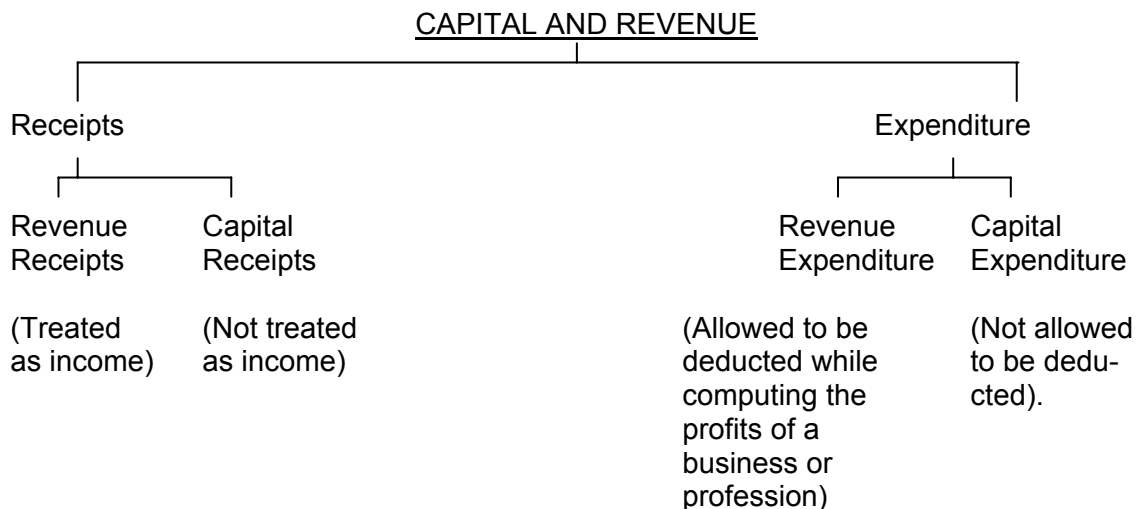 CAPITAL AND REVENUE
Receipts
Expenditure
Revenue
Receipts
Capital
Receipts
Revenue
Expenditure
Capital
Expenditure
(Treated
as income)
(Not treated
as income)
(Allowed to be
deducted while
computing the
profits of a
business or
profession)
(Not allowed
to be dedu-
cted).